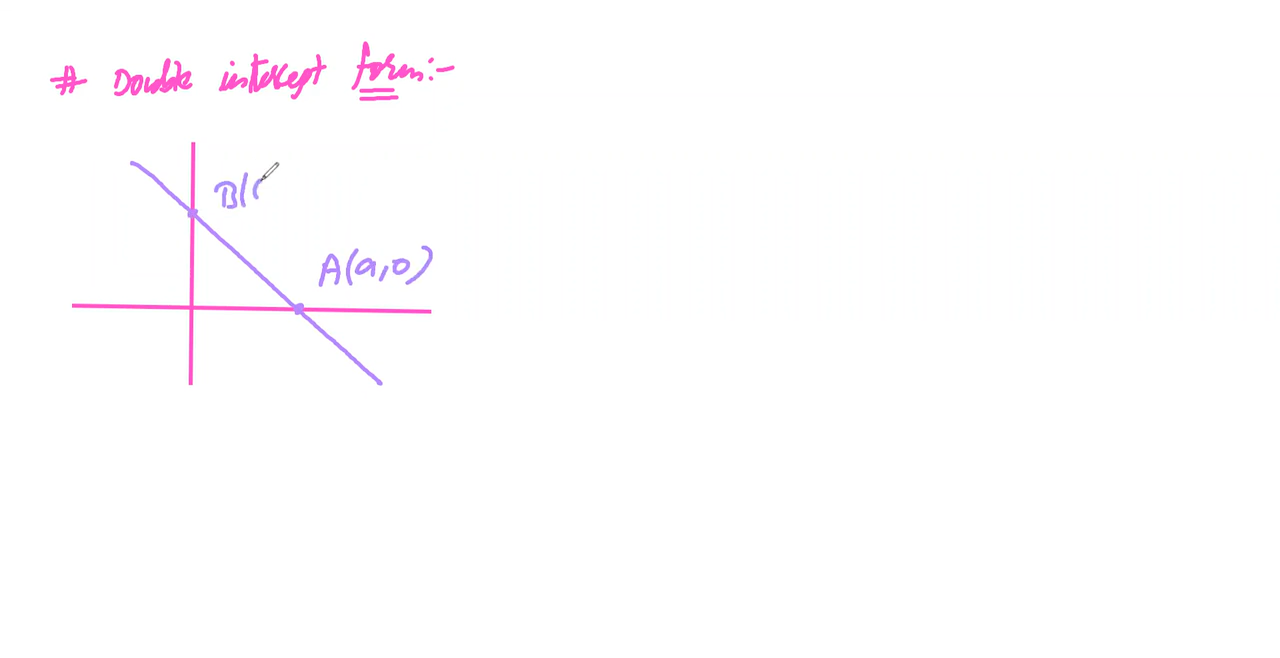 # Double intercept form:-
B(
A(a,0)